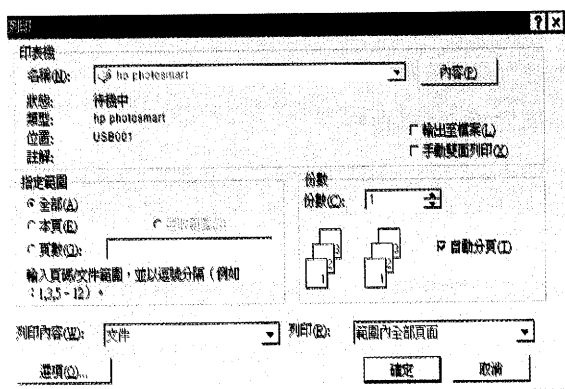 列印
印表機
名稱(N): hp photosmart 內容(P)
狀態: 待機中
類型: hp photosmart
位置: USB001 輸出至檔案(L)
註解: 手動雙面列印(X)
指定範圍
全部(A)
本頁(E)
頁數(G):
輸入頁碼/文件範圍,並以逗號分隔(例如
:1,3,5-12)。
份數
份數(C): 1
自動分頁(T)
列印內容(W): 文件 列印(R): 範圍內全部頁面
選項(O)... 確定 取消